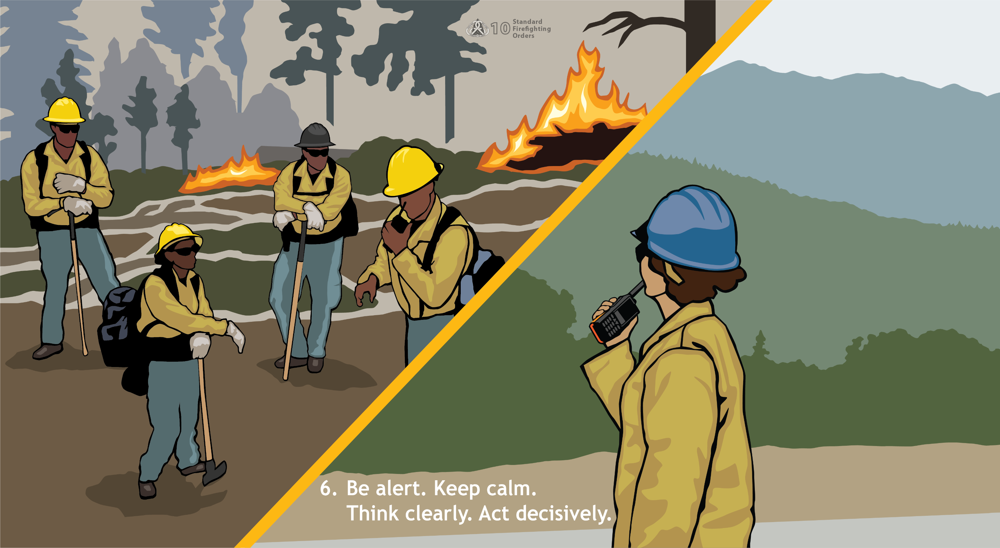 10
Standard
Firefighting
Orders
6. Be alert. Keep calm.
Think clearly. Act decisively.